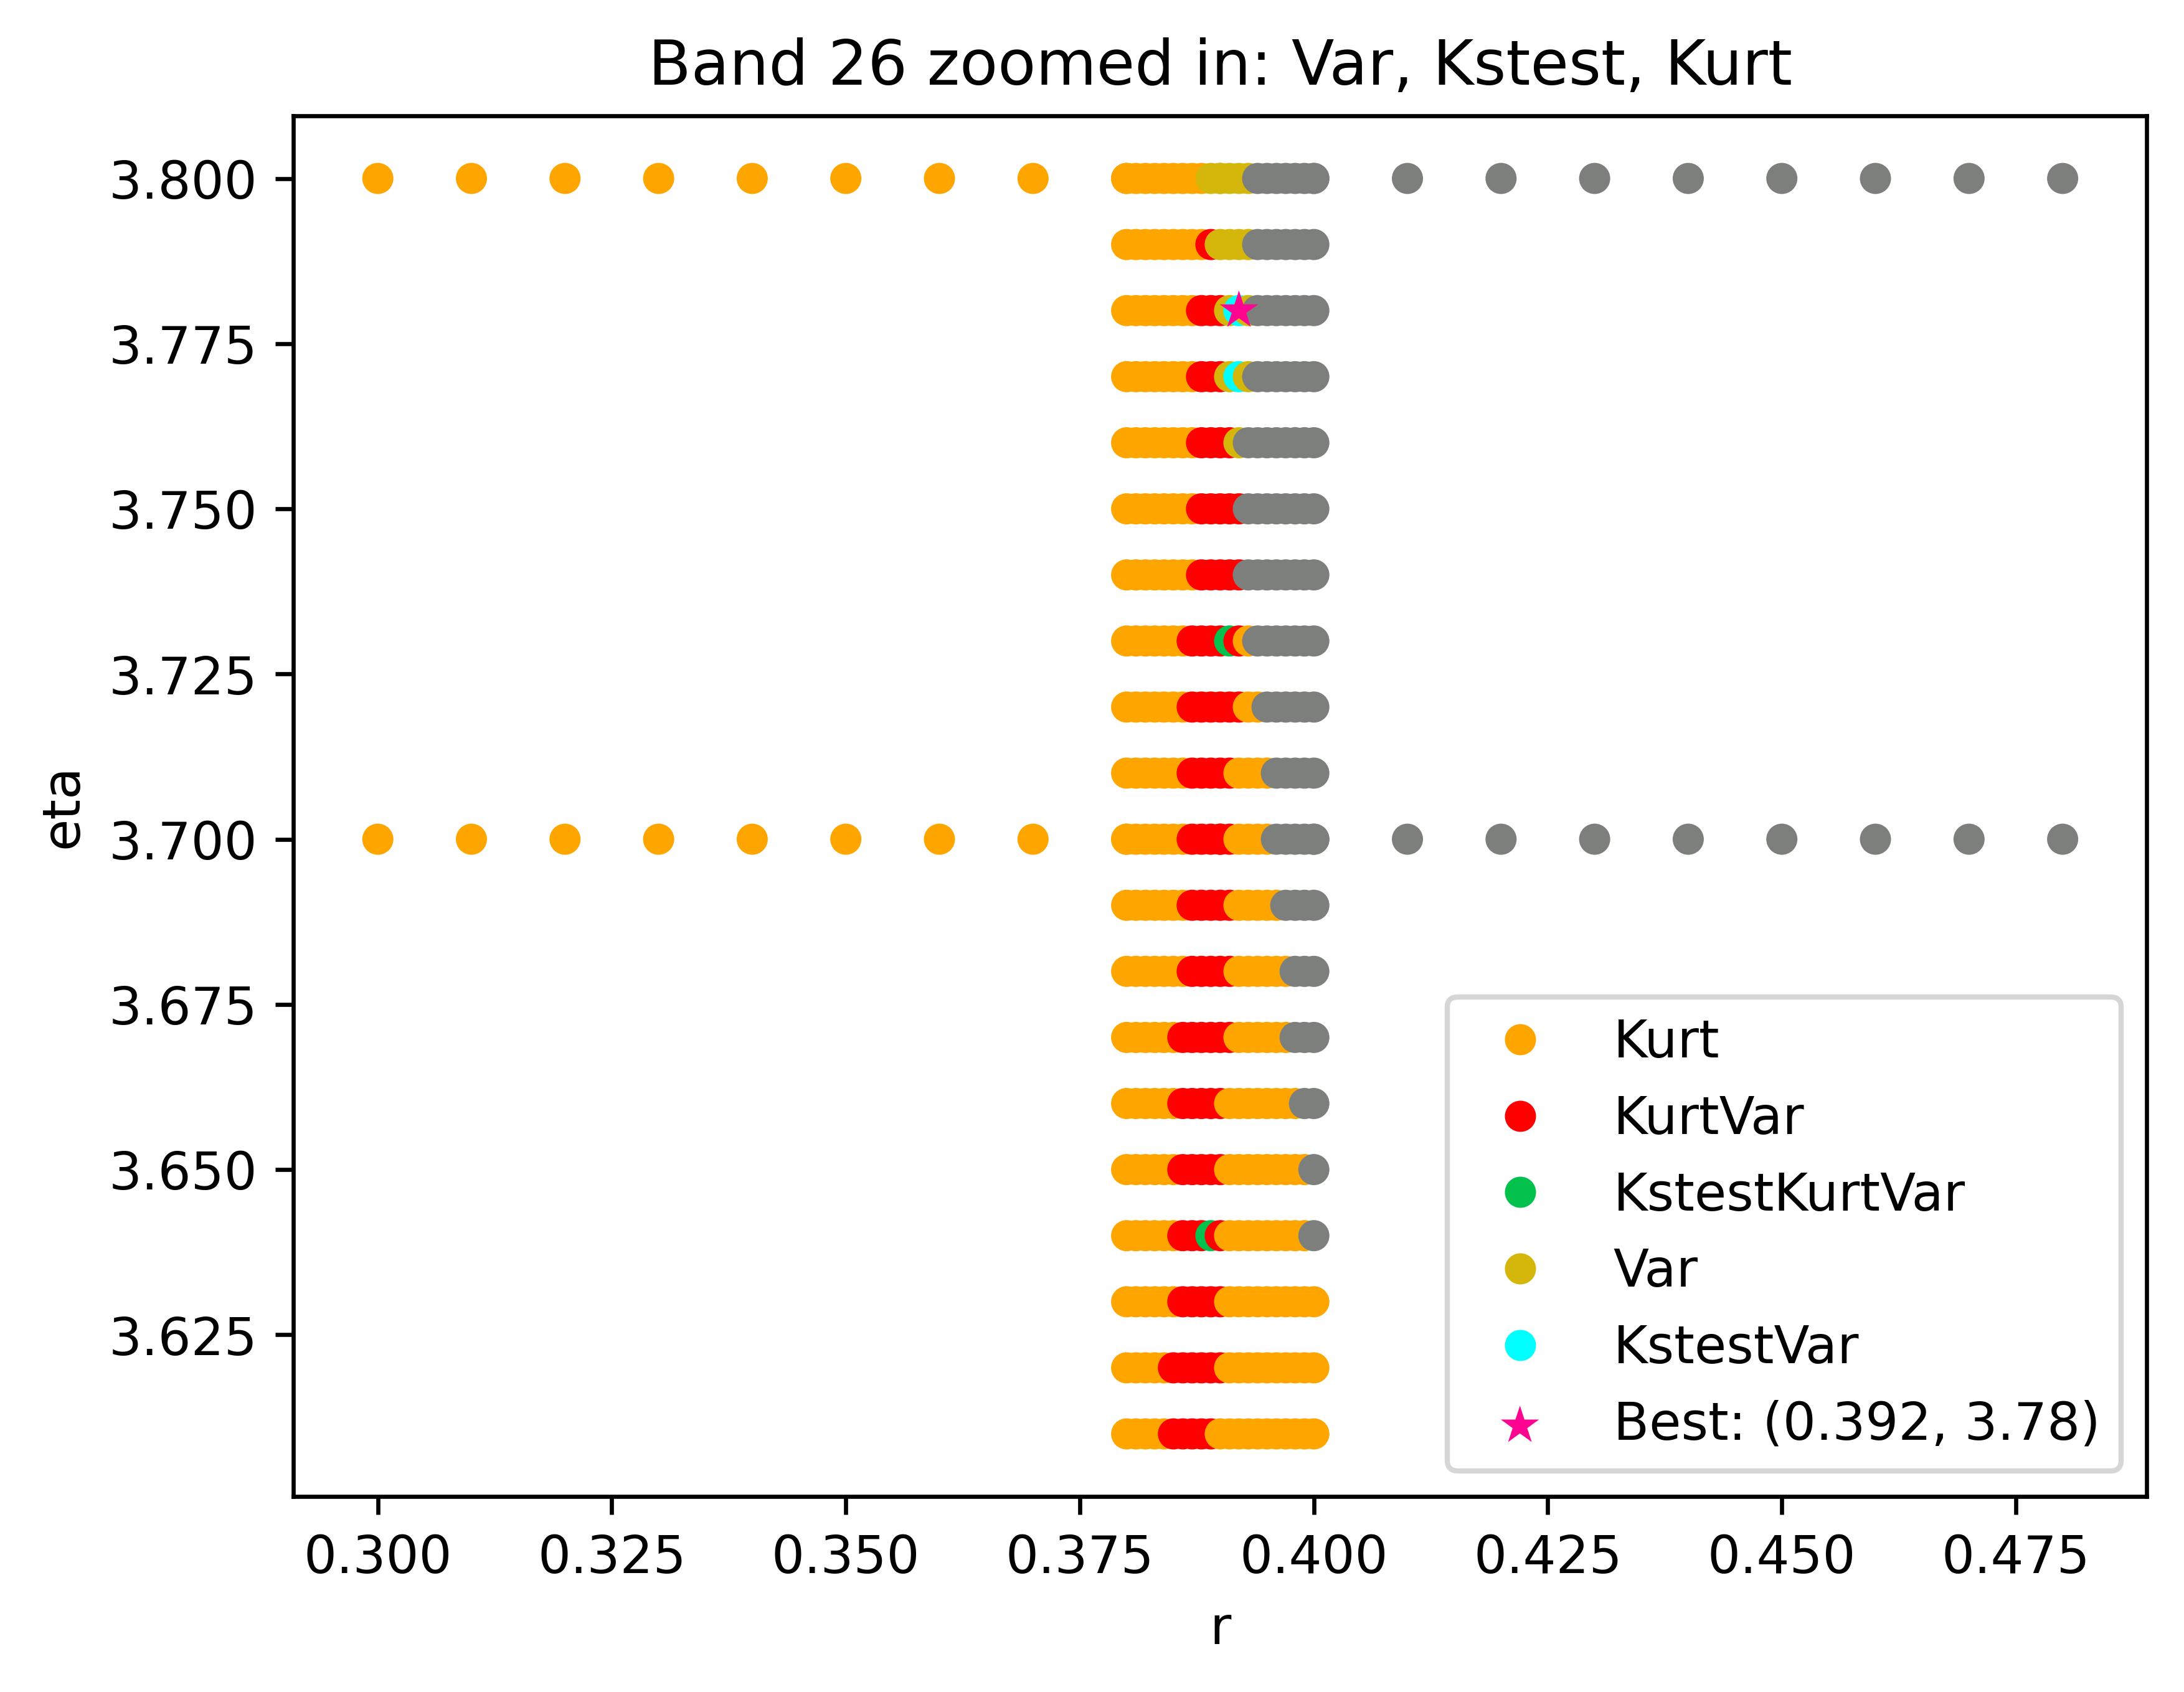 Band 26 zoomed in: Var, Kstest, Kurt
eta
3.800
3.775
3.750
3.725
3.700
3.675
3.650
3.625
Kurt
KurtVar
KstestKurtVar
Var
KstestVar
Best: (0.392, 3.78)
0.300 0.325 0.350 0.375 0.400 0.425 0.450 0.475
r